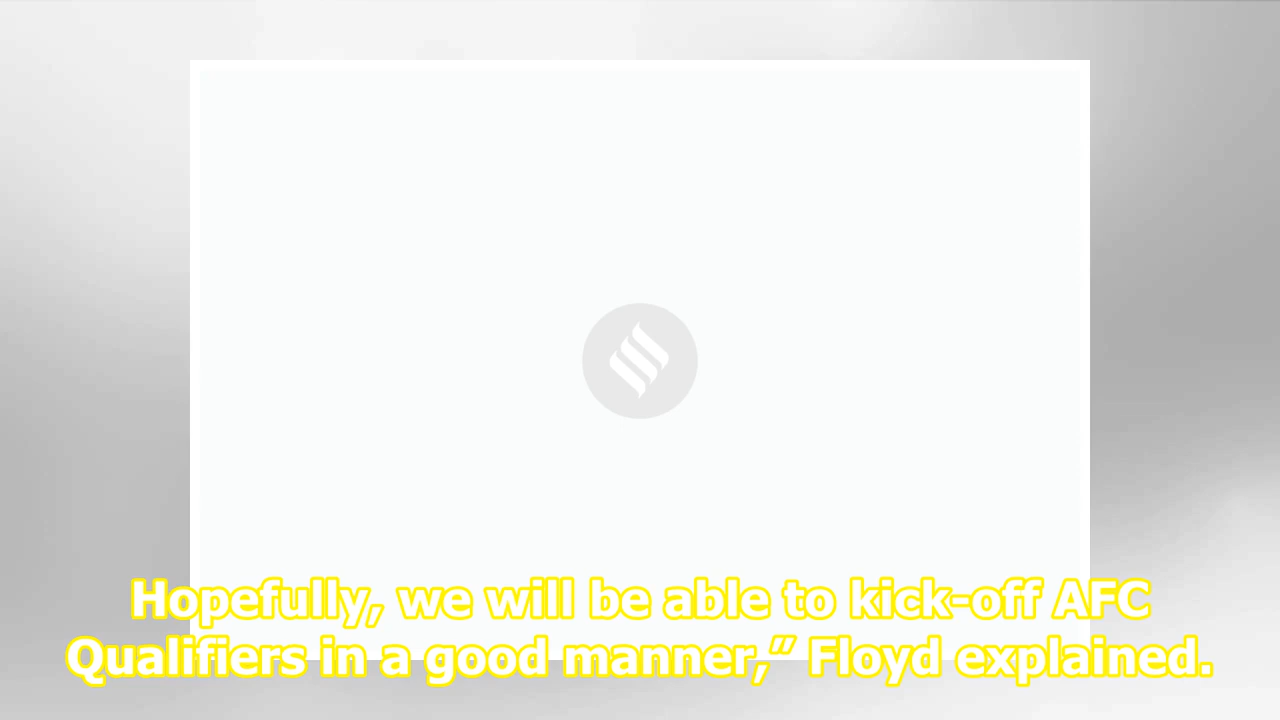 Hopefully, we will be able to kick-off AFC
Qualifiers in a good manner,” Floyd explained.